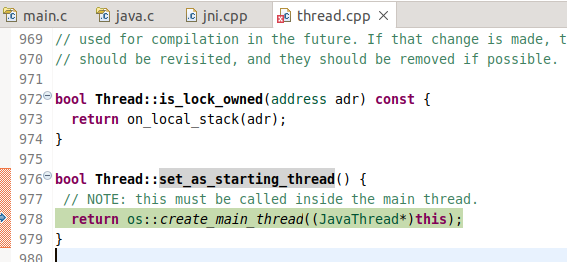 main.c java.c jni.cpp thread.cpp
969 // used for compilation in the future. If that change is made, t
970 // should be revisited, and they should be removed if possible.
971
972 bool Thread::is_lock_owned(address adr) const {
973 return on_local_stack(adr);
974 }
975
976 bool Thread::set_as_starting_thread() {
977 // NOTE: this must be called inside the main thread.
978 return os::create_main_thread((JavaThread*)this);
979 }
980